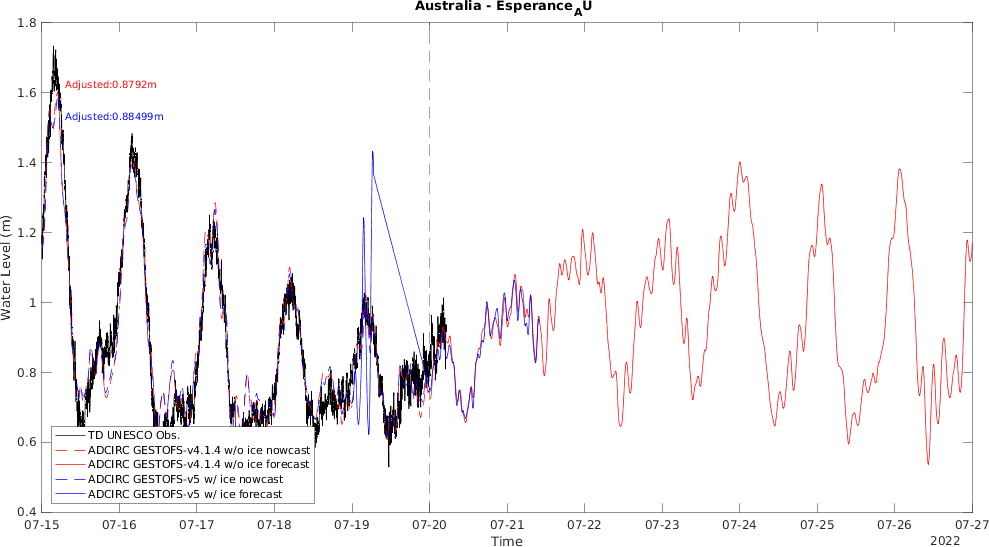 Australia - Esperance_AU
1.8
1.6
1.4
1.2
1
0.8
0.6
0.4
Water Level (m)
Adjusted:0.8792m
Adjusted:0.88499m
TD UNESCO Obs.
ADCIRC GESTOFS-v4.1.4 w/o ice nowcast
ADCIRC GESTOFS-v4.1.4 w/o ice forecast
ADCIRC GESTOFS-v5 w/ ice nowcast
ADCIRC GESTOFS-v5 w/ ice forecast
07-15 07-16 07-17 07-18 07-19 07-20 07-21 07-22 07-23 07-24 07-25 07-26 07-27
Time
2022